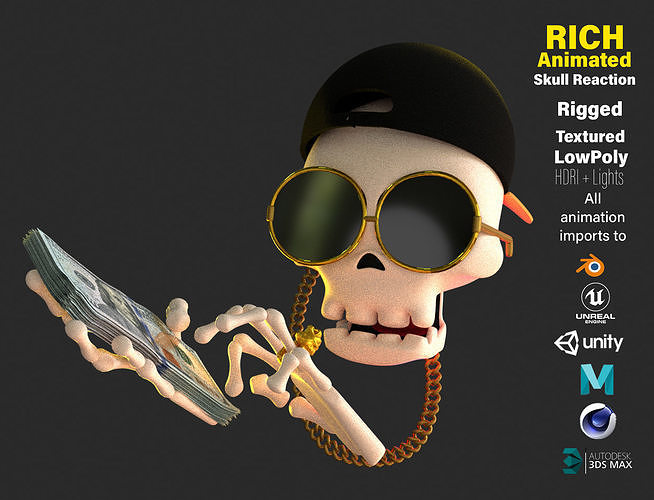 RICH
Animated
Skull Reaction
Rigged
Textured
LowPoly
HDRI + Lights
All
animation
imports to
UNREAL
ENGINE
unity
AUTODESK
3DS MAX